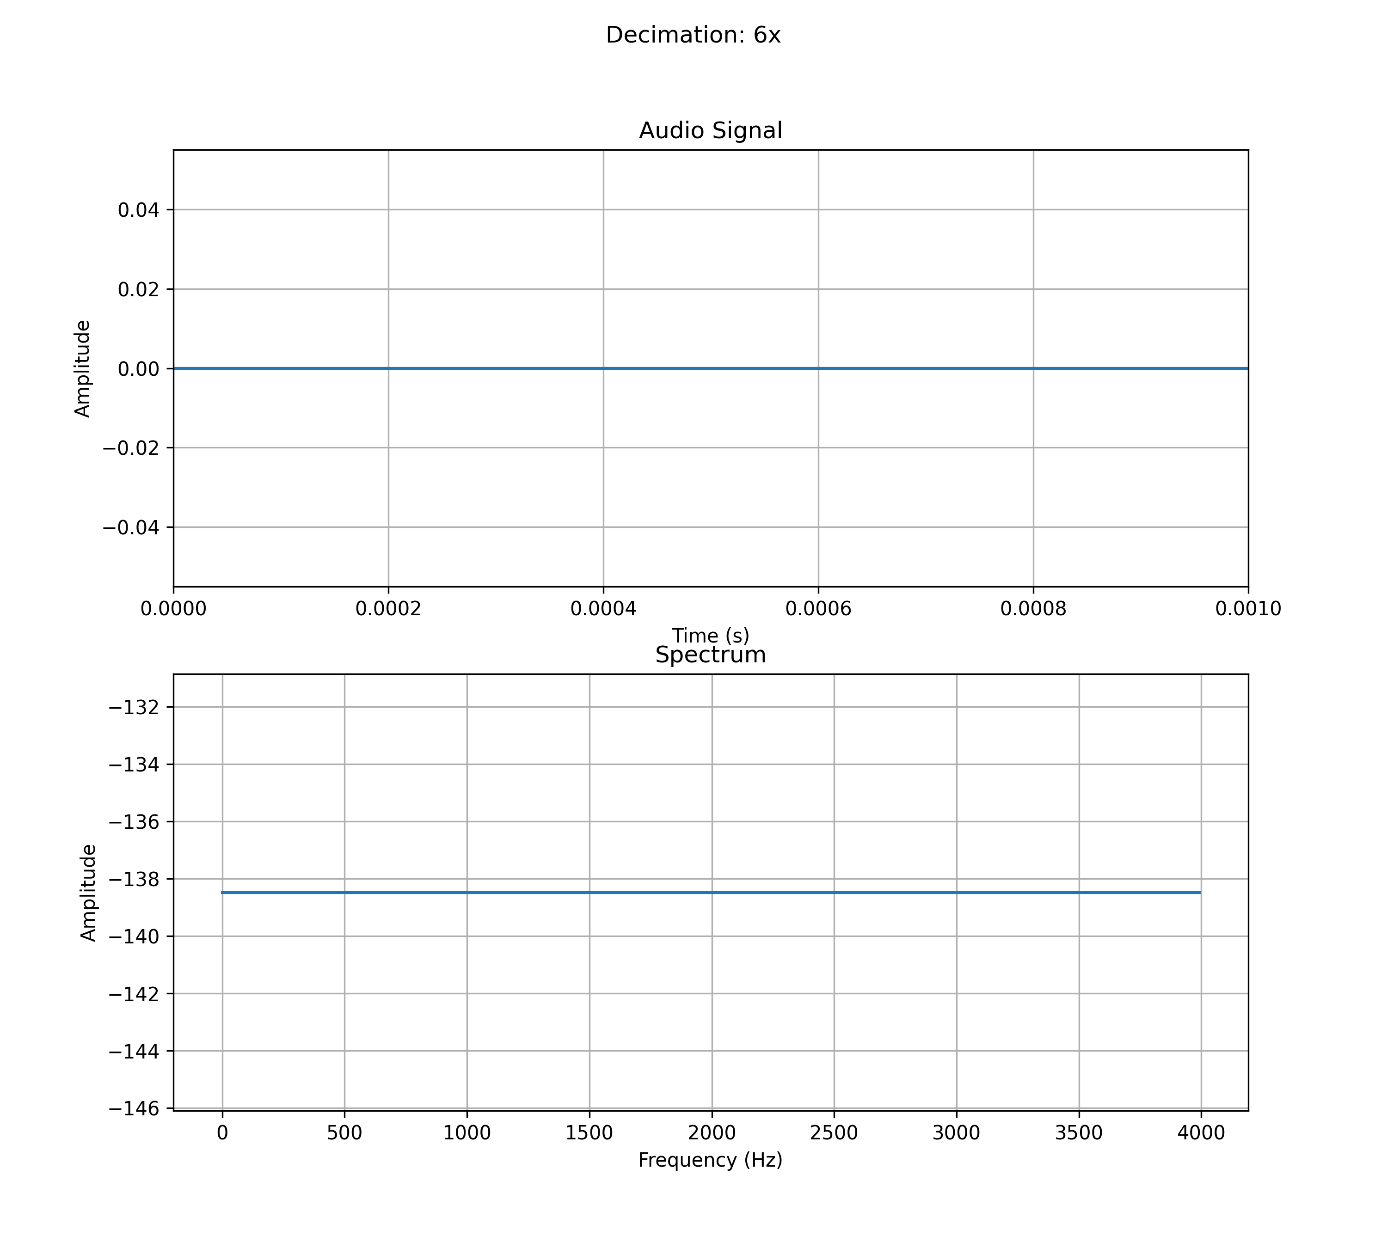 Decimation: 6x
Audio Signal
Amplitude
0.04
0.02
0.00
−0.02
−0.04
0.0000 0.0002 0.0004 0.0006 0.0008 0.0010
Time (s)
Spectrum
Amplitude
−132
−134
−136
−138
−140
−142
−144
−146
0 500 1000 1500 2000 2500 3000 3500 4000
Frequency (Hz)